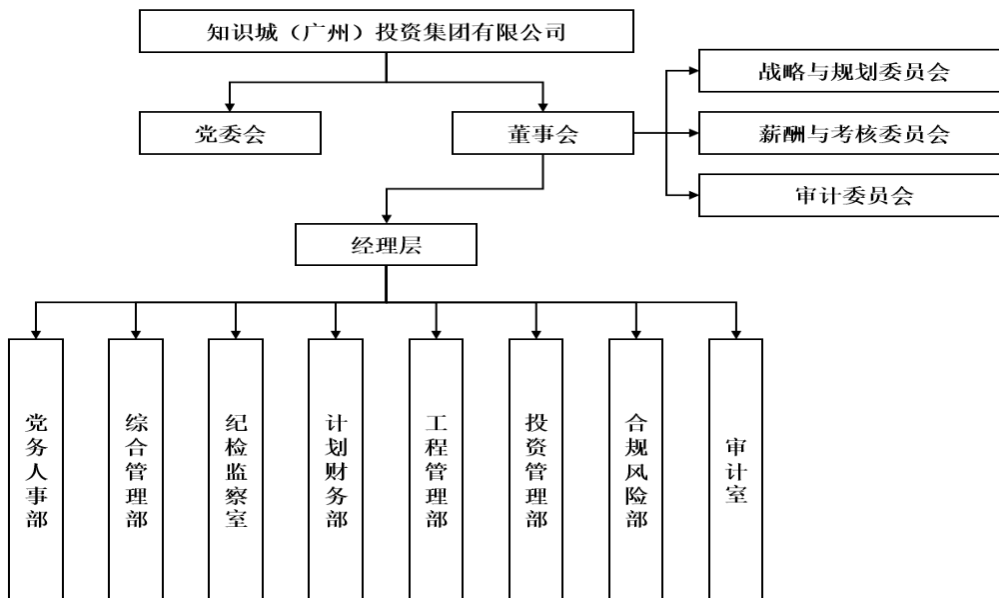 知识城（广州）投资集团有限公司
战略与规划委员会
党委会
董事会
薪酬与考核委员会
审计委员会
经理层
党务人事部
综合管理部
纪检监察室
计划财务部
工程管理部
投资管理部
合规风险部
审计室